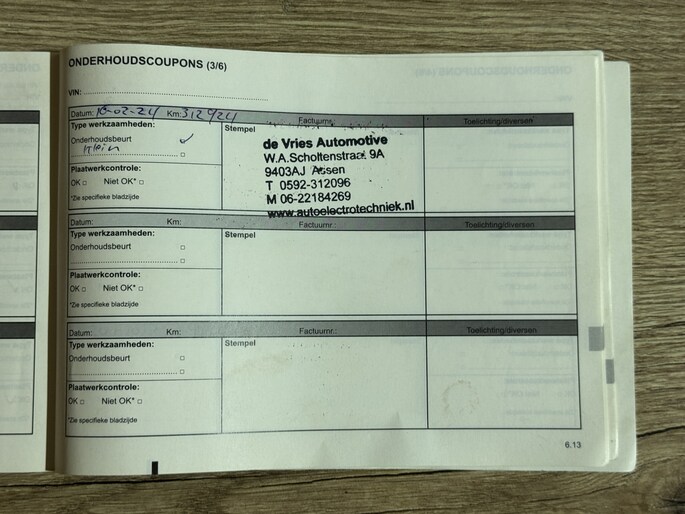 ONDERHOUDSCOUPONS (3/6)
VIN:
Datum: 16-02-24 Km: 312924 Factuurnr.: Toelichting/diversen
Type werkzaamheden:
Stempel
Onderhoudsbeurt ✓
Klein
Plaatwerkcontrole:
OK □ Niet OK* □
*Zie specifieke bladzijde
de Vries Automotive
W.A.Scholtenstraat 9A
9403AJ Assen
T 0592-312096
M 06-22184269
www.autoelectrotechniek.nl
Datum: Km: Factuurnr.: Toelichting/diversen
Type werkzaamheden:
Stempel
Onderhoudsbeurt □
Plaatwerkcontrole:
OK □ Niet OK* □
*Zie specifieke bladzijde
Datum: Km: Factuurnr.: Toelichting/diversen
Type werkzaamheden:
Stempel
Onderhoudsbeurt □
Plaatwerkcontrole:
OK □ Niet OK* □
*Zie specifieke bladzijde
6.13